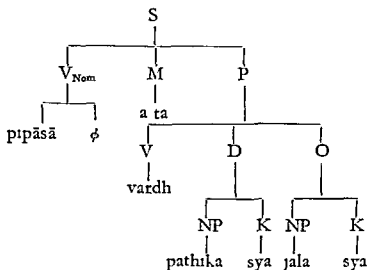 S
V_Nom M P
a ta
pipāsā ϕ V D O
vardh
NP K NP K
pathika sya jala sya